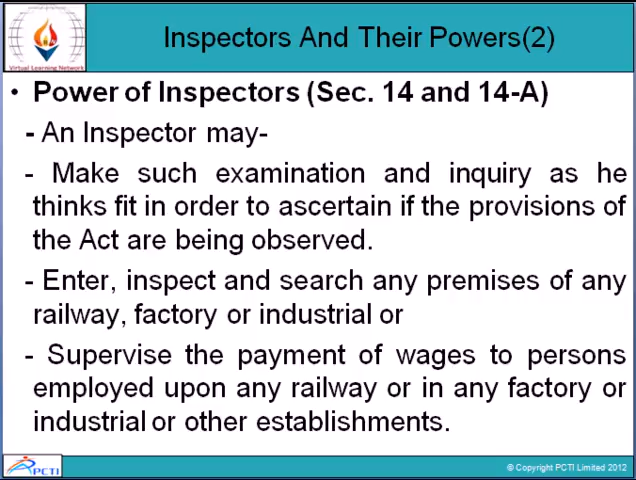 Inspectors And Their Powers(2)
Virtual Learning Network
• Power of Inspectors (Sec. 14 and 14-A)
- An Inspector may-
- Make such examination and inquiry as he
thinks fit in order to ascertain if the provisions of
the Act are being observed.
- Enter, inspect and search any premises of any
railway, factory or industrial or
- Supervise the payment of wages to persons
employed upon any railway or in any factory or
industrial or other establishments.
PCTI
© Copyright PCTI Limited 2012